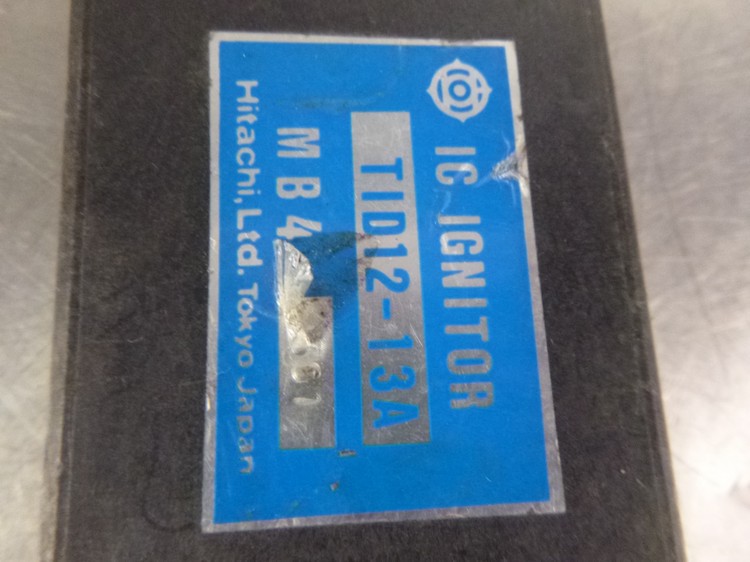 IC IGNITOR
TID12-13A
MB4
Hitachi, Ltd. Tokyo Japan